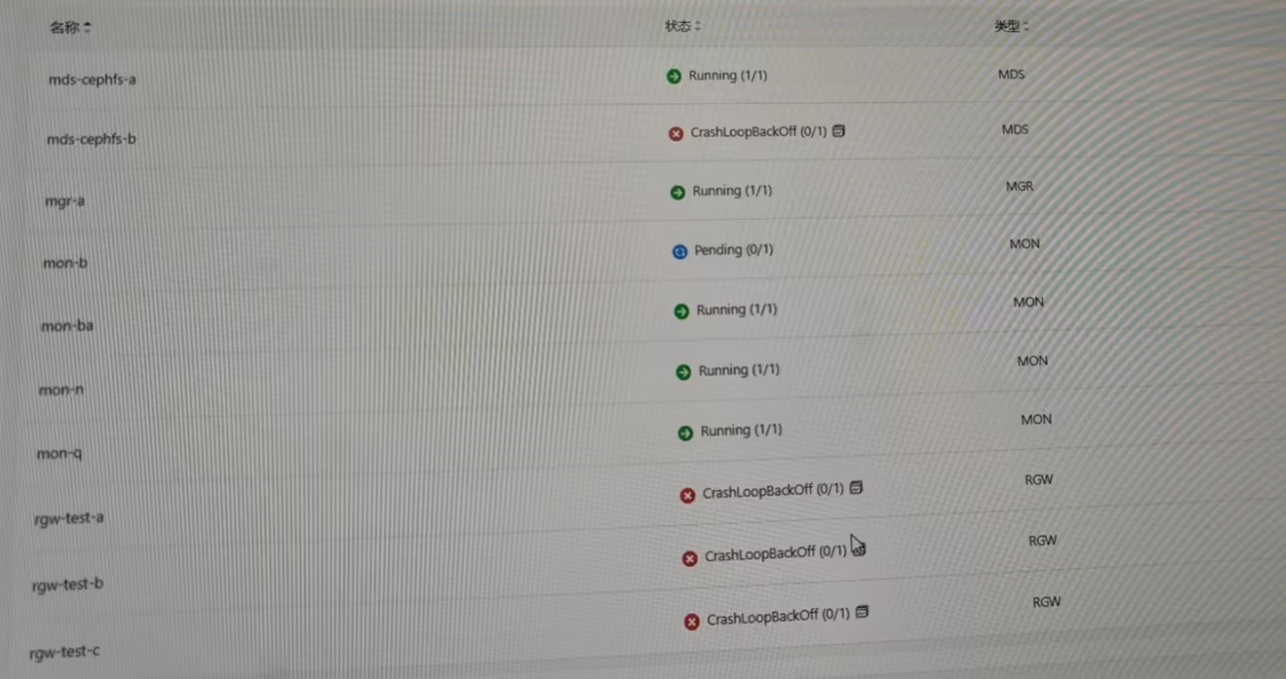 名称 状态 类型
mds-cephfs-a Running (1/1) MDS
mds-cephfs-b CrashLoopBackOff (0/1) MDS
mgr-a Running (1/1) MGR
mon-b Pending (0/1) MON
mon-ba Running (1/1) MON
mon-n Running (1/1) MON
mon-q Running (1/1) MON
rgw-test-a CrashLoopBackOff (0/1) RGW
rgw-test-b CrashLoopBackOff (0/1) RGW
rgw-test-c CrashLoopBackOff (0/1) RGW